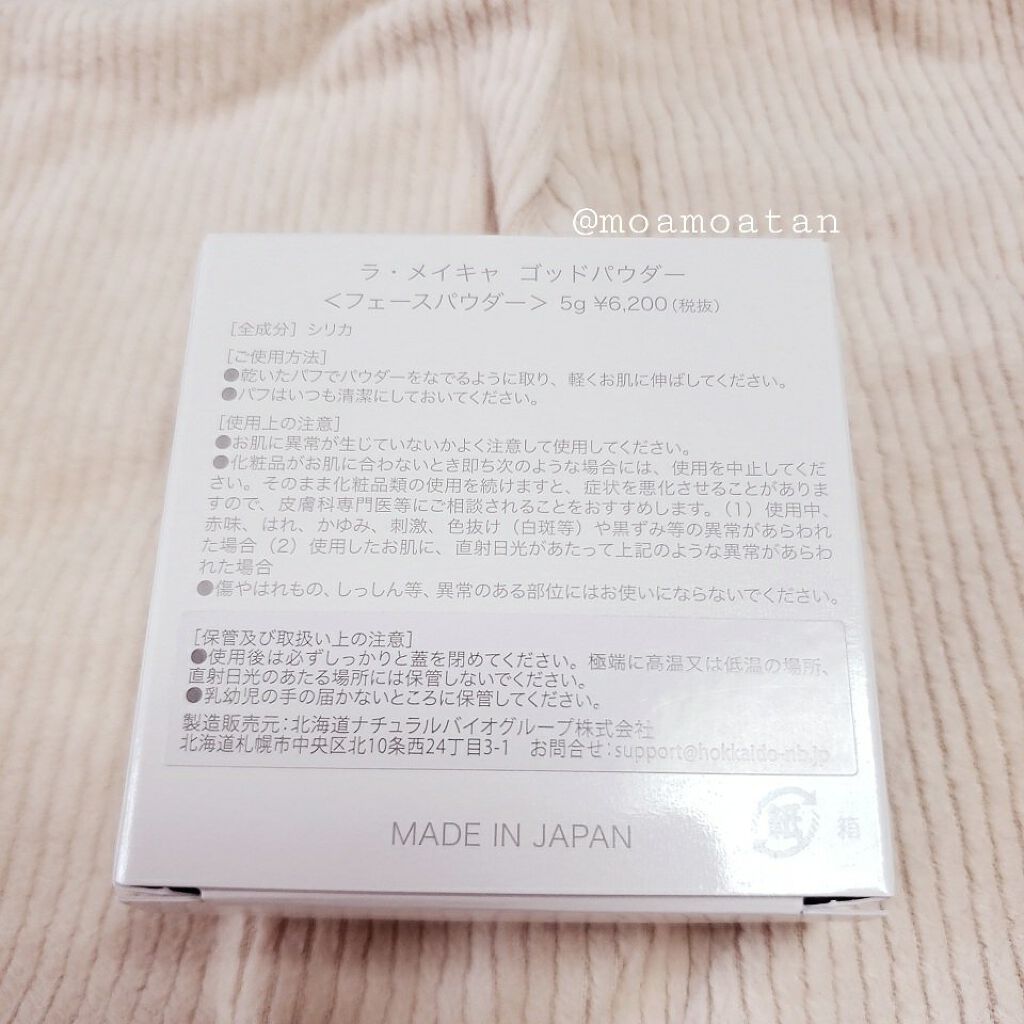 @moamoatan
ラ・メイキャ ゴッドパウダー
＜フェースパウダー＞ 5g ¥6,200(税抜)
［全成分］シリカ
［ご使用方法］
●乾いたパフでパウダーをなでるように取り、軽くお肌に伸ばしてください。
●パフはいつも清潔にしておいてください。
［使用上の注意］
●お肌に異常が生じていないかよく注意して使用してください。
●化粧品がお肌に合わないとき即ち次のような場合には、使用を中止してくだ
さい。そのまま化粧品類の使用を続けますと、症状を悪化させることがありま
すので、皮膚科専門医等にご相談されることをおすすめします。（1）使用中、
赤味、はれ、かゆみ、刺激、色抜け（白斑等）や黒ずみ等の異常があらわれ
た場合（2）使用したお肌に、直射日光があたって上記のような異常があらわ
れた場合
●傷やはれもの、しっしん等、異常のある部位にはお使いにならないでください。
［保管及び取扱い上の注意］
●使用後は必ずしっかりと蓋を閉めてください。極端に高温又は低温の場所、
直射日光のあたる場所には保管しないでください。
●乳幼児の手の届かないところに保管してください。
製造販売元：北海道ナチュラルバイオグループ株式会社
北海道札幌市中央区北10条西24丁目3-1 お問合せ：support@hokkaido-nb.jp
MADE IN JAPAN
紙 箱